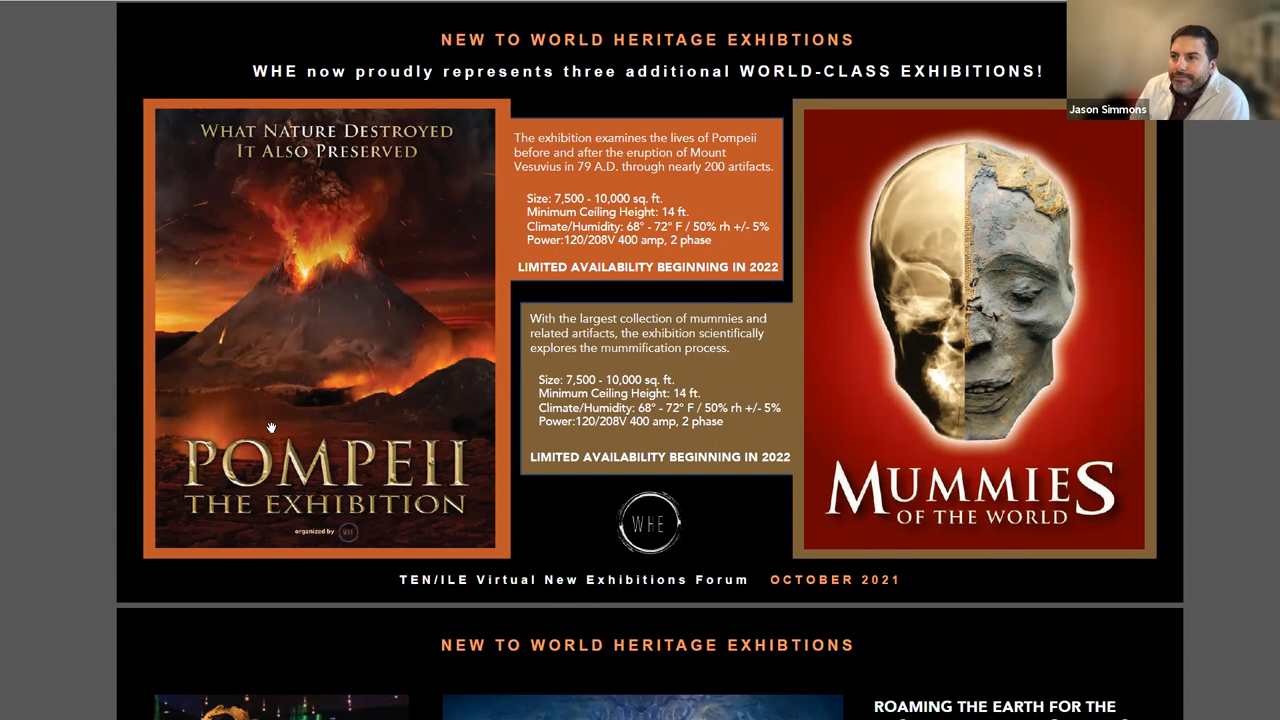 NEW TO WORLD HERITAGE EXHIBTIONS
WHE now proudly represents three additional WORLD-CLASS EXHIBITIONS!
Jason Simmons
WHAT NATURE DESTROYED
IT ALSO PRESERVED
POMPEII
THE EXHIBITION
organized by WHE
The exhibition examines the lives of Pompeii
before and after the eruption of Mount
Vesuvius in 79 A.D. through nearly 200 artifacts.
Size: 7,500 - 10,000 sq. ft.
Minimum Ceiling Height: 14 ft.
Climate/Humidity: 68° - 72° F / 50% rh +/- 5%
Power:120/208V 400 amp, 2 phase
LIMITED AVAILABILITY BEGINNING IN 2022
With the largest collection of mummies and
related artifacts, the exhibition scientifically
explores the mummification process.
Size: 7,500 - 10,000 sq. ft.
Minimum Ceiling Height: 14 ft.
Climate/Humidity: 68° - 72° F / 50% rh +/- 5%
Power:120/208V 400 amp, 2 phase
LIMITED AVAILABILITY BEGINNING IN 2022
WHE
MUMMIES
OF THE WORLD
TEN/ILE Virtual New Exhibitions Forum OCTOBER 2021
NEW TO WORLD HERITAGE EXHIBTIONS
ROAMING THE EARTH FOR THE